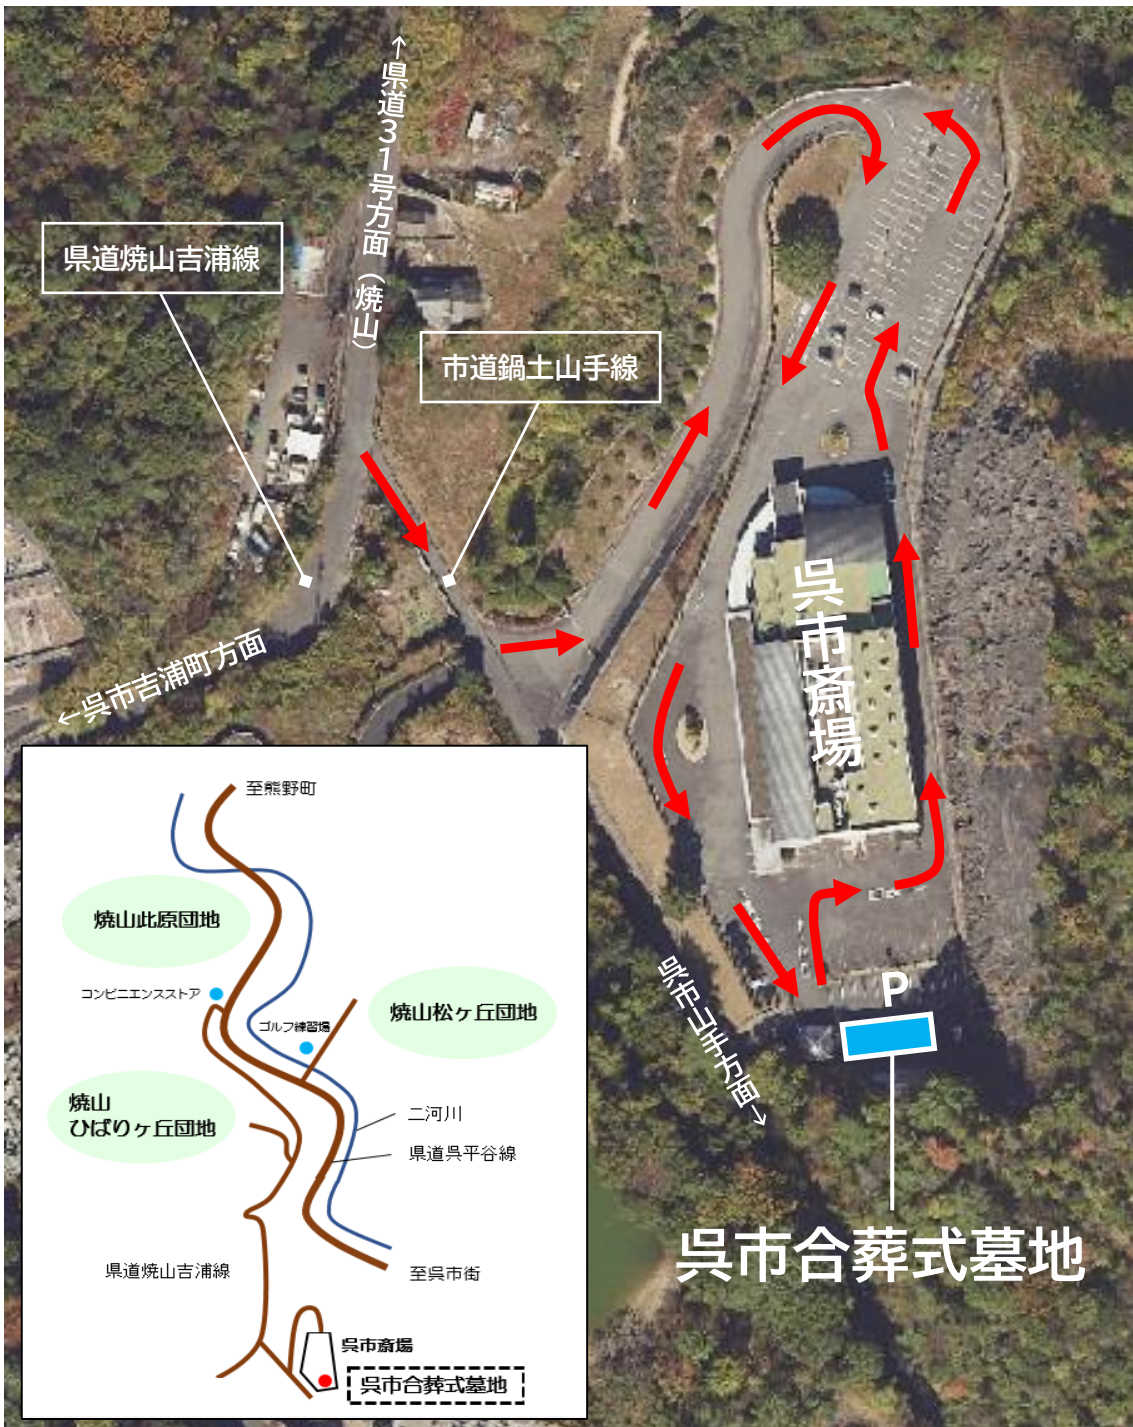 ←県道31号方面（焼山）
県道焼山吉浦線
市道鍋土山手線
←呉市吉浦町方面
呉市斎場
呉市山手方面→
P
呉市合葬式墓地
至熊野町
焼山此原団地
コンビニエンスストア
ゴルフ練習場
焼山松ヶ丘団地
焼山
ひばりヶ丘団地
二河川
県道呉平谷線
県道焼山吉浦線
至呉市街
呉市斎場
呉市合葬式墓地